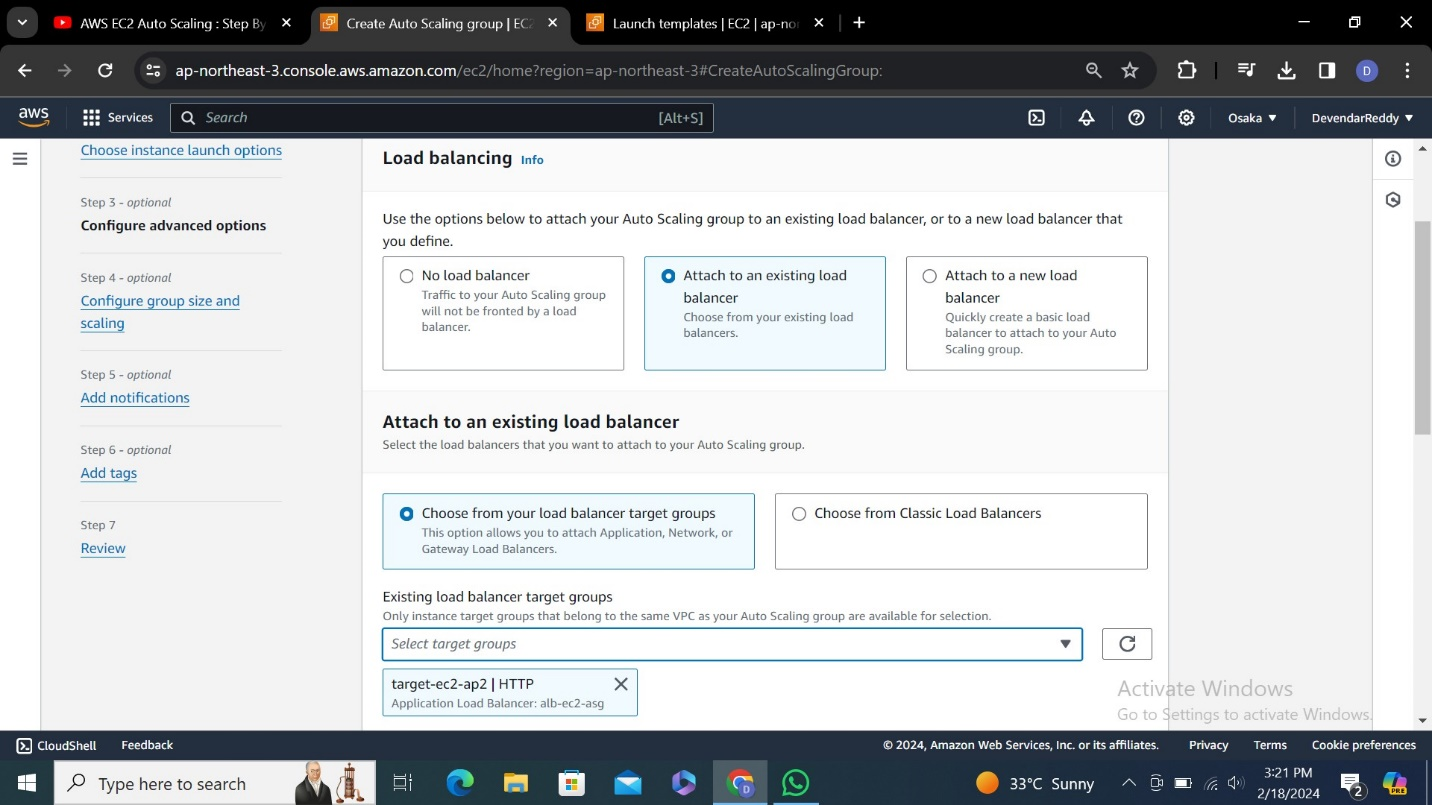 AWS EC2 Auto Scaling : Step By
Create Auto Scaling group | EC2
Launch templates | EC2 | ap-no
ap-northeast-3.console.aws.amazon.com/ec2/home?region=ap-northeast-3#CreateAutoScalingGroup:
D
aws
Services
Search
[Alt+S]
Osaka
DevendarReddy
Choose instance launch options
Step 3 - optional
Configure advanced options
Step 4 - optional
Configure group size and
scaling
Step 5 - optional
Add notifications
Step 6 - optional
Add tags
Step 7
Review
Load balancing Info
Use the options below to attach your Auto Scaling group to an existing load balancer, or to a new load balancer that
you define.
No load balancer
Traffic to your Auto Scaling group
will not be fronted by a load
balancer.
Attach to an existing load
balancer
Choose from your existing load
balancers.
Attach to a new load
balancer
Quickly create a basic load
balancer to attach to your Auto
Scaling group.
Attach to an existing load balancer
Select the load balancers that you want to attach to your Auto Scaling group.
Choose from your load balancer target groups
This option allows you to attach Application, Network, or
Gateway Load Balancers.
Choose from Classic Load Balancers
Existing load balancer target groups
Only instance target groups that belong to the same VPC as your Auto Scaling group are available for selection.
Select target groups
target-ec2-ap2 | HTTP
Application Load Balancer: alb-ec2-asg
Activate Windows
Go to Settings to activate Windows.
CloudShell
Feedback
© 2024, Amazon Web Services, Inc. or its affiliates.
Privacy
Terms
Cookie preferences
Type here to search
D
33°C Sunny
3:21 PM
2/18/2024
2
PRE